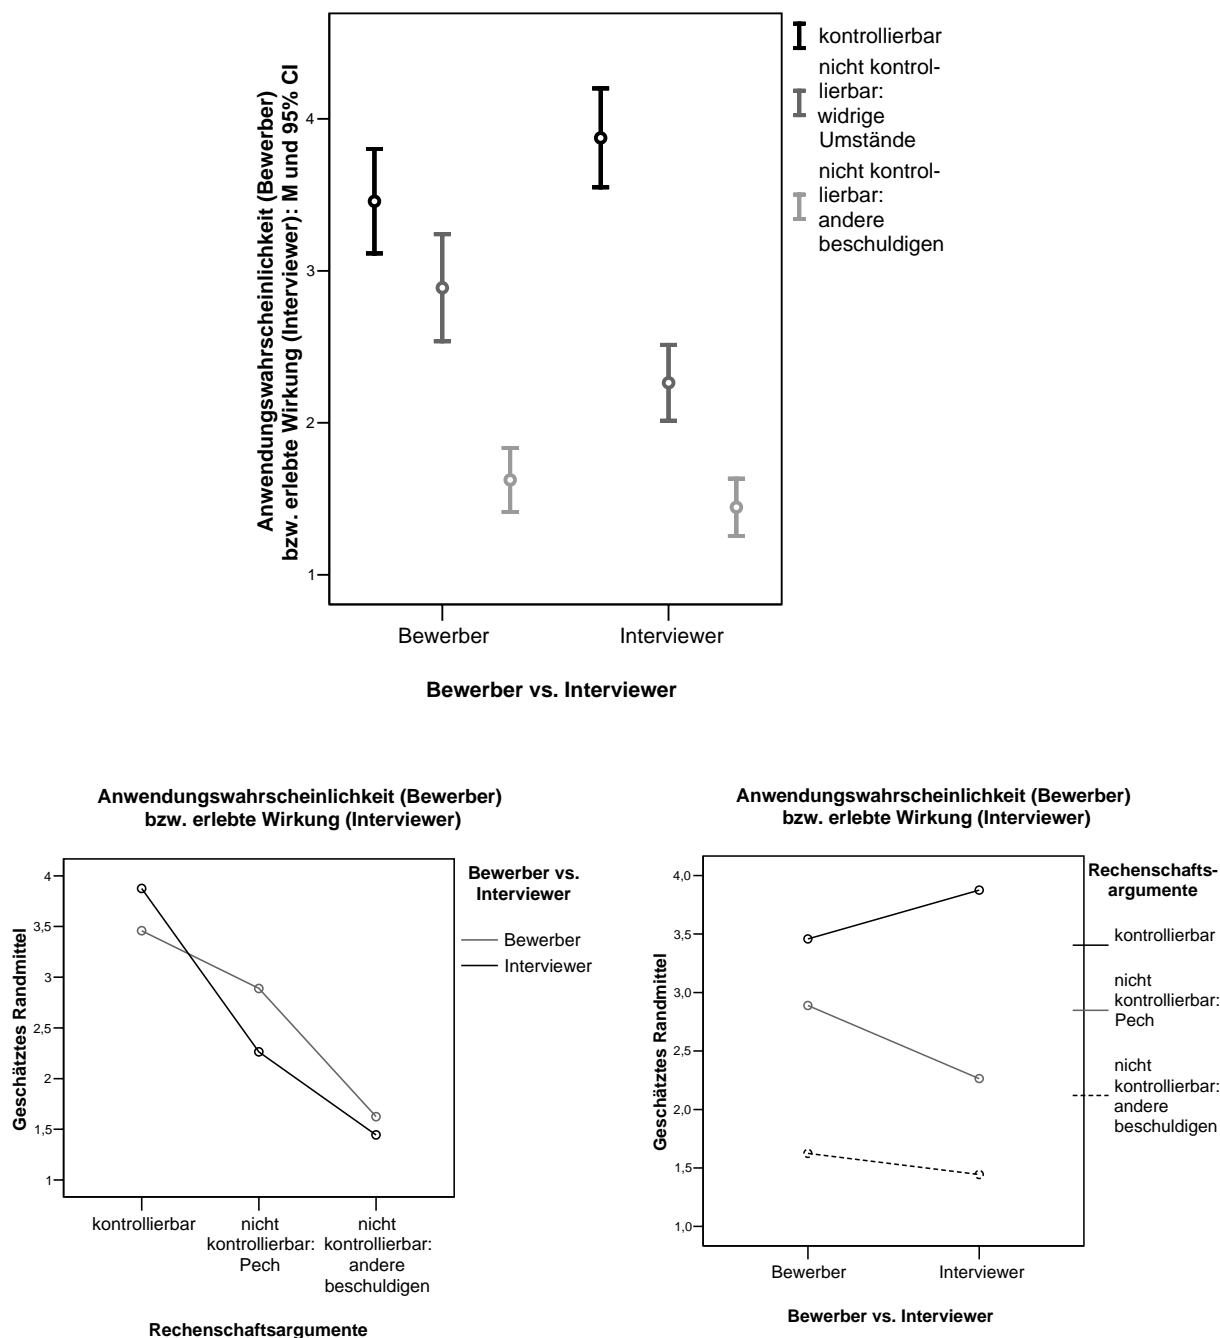 Anwendungswahrscheinlichkeit (Bewerber)
bzw. erlebte Wirkung (Interviewer): M und 95% CI
4
3
2
1
Bewerber
Interviewer
Bewerber vs. Interviewer
kontrollierbar
nicht kontrol-
lierbar:
widrige
Umstände
nicht kontrol-
lierbar:
andere
beschuldigen
Anwendungswahrscheinlichkeit (Bewerber)
bzw. erlebte Wirkung (Interviewer)
Geschätztes Randmittel
4
3,5
3
2,5
2
1,5
1
kontrollierbar
nicht
kontrollierbar:
Pech
nicht
kontrollierbar:
andere
beschuldigen
Rechenschaftsargumente
Bewerber vs.
Interviewer
Bewerber
Interviewer
Anwendungswahrscheinlichkeit (Bewerber)
bzw. erlebte Wirkung (Interviewer)
Geschätztes Randmittel
4,0
3,5
3,0
2,5
2,0
1,5
1,0
Bewerber
Interviewer
Bewerber vs. Interviewer
Rechenschafts-
argumente
kontrollierbar
nicht
kontrollierbar:
Pech
nicht
kontrollierbar:
andere
beschuldigen